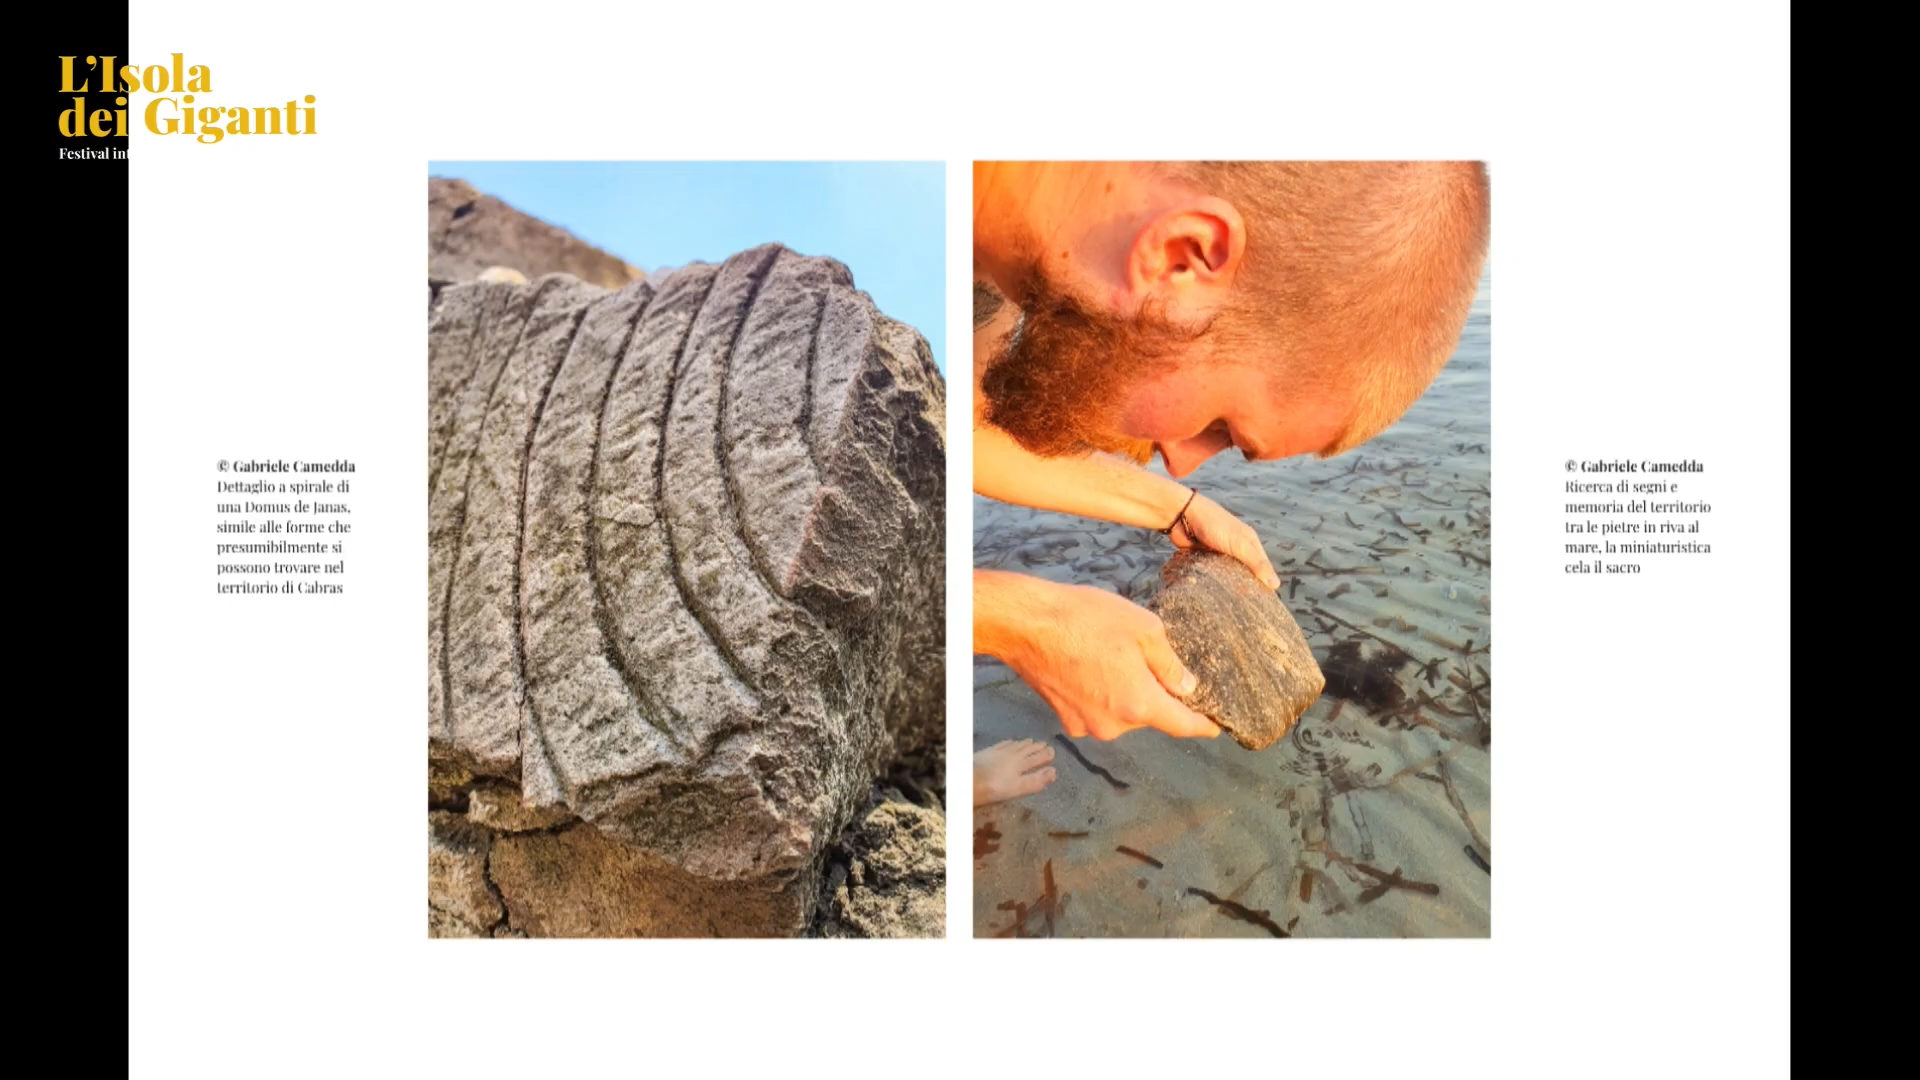 L'Isola
dei Giganti
Festival int
© Gabriele Camedda
Dettaglio a spirale di
una Domus de Janas,
simile alle forme che
presumibilmente si
possono trovare nel
territorio di Cabras
© Gabriele Camedda
Ricerca di segni e
memoria del territorio
tra le pietre in riva al
mare, la miniaturistica
cela il sacro